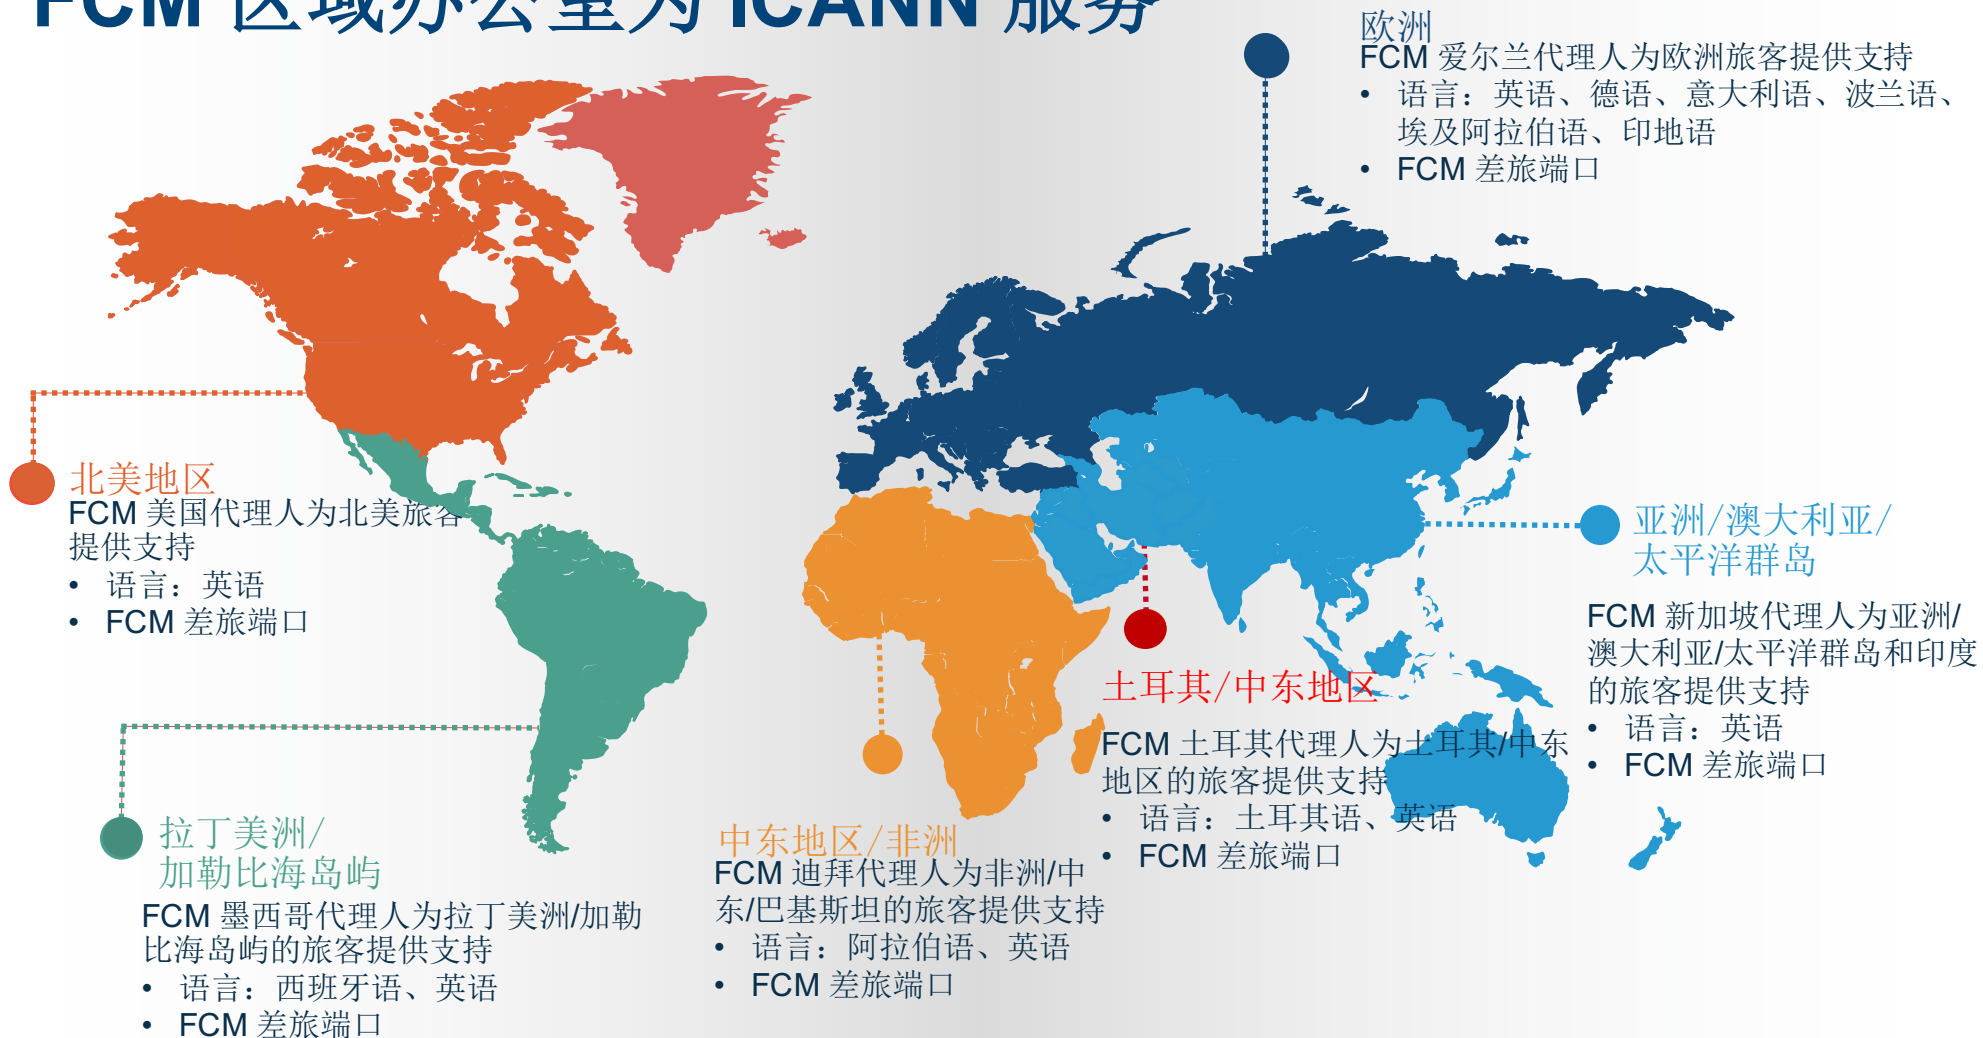 FCM 区域办公室为 ICANN 服务
欧洲
FCM 爱尔兰代理人为欧洲旅客提供支持
• 语言：英语、德语、意大利语、波兰语、
埃及阿拉伯语、印地语
• FCM 差旅端口
北美地区
FCM 美国代理人为北美旅客
提供支持
• 语言：英语
• FCM 差旅端口
亚洲/澳大利亚/
太平洋群岛
FCM 新加坡代理人为亚洲/
澳大利亚/太平洋群岛和印度
的旅客提供支持
• 语言：英语
• FCM 差旅端口
土耳其/中东地区
FCM 土耳其代理人为土耳其/中东
地区的旅客提供支持
• 语言：土耳其语、英语
• FCM 差旅端口
拉丁美洲/
加勒比海岛屿
FCM 墨西哥代理人为拉丁美洲/加勒
比海岛屿的旅客提供支持
• 语言：西班牙语、英语
• FCM 差旅端口
中东地区/非洲
FCM 迪拜代理人为非洲/中
东/巴基斯坦的旅客提供支持
• 语言：阿拉伯语、英语
• FCM 差旅端口